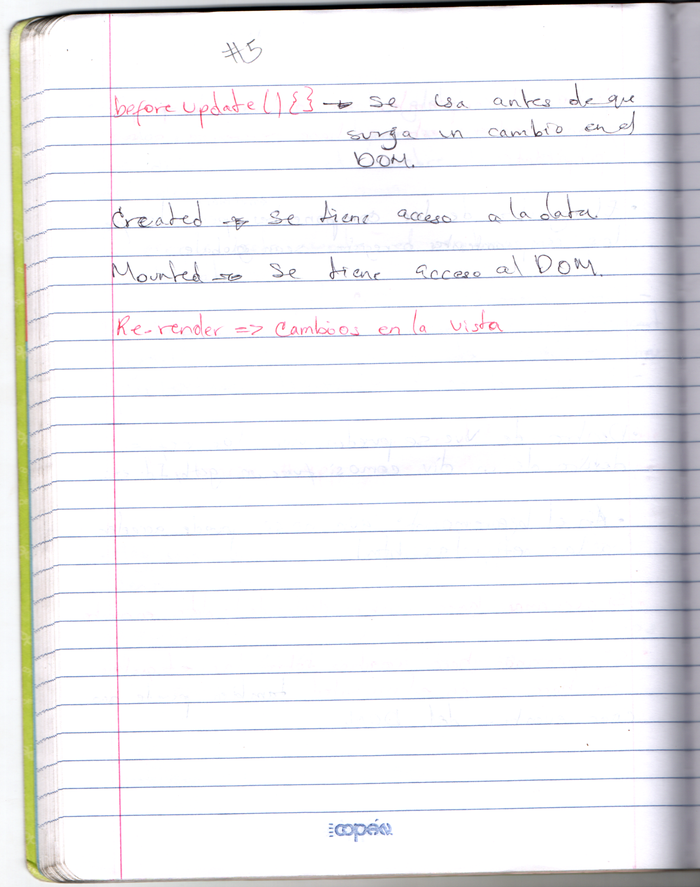 #5
beforeUpdate(){} → se usa antes de que
surga un cambio en el
DOM.
Created → se tiene acceso a la data.
Mounted → se tiene acceso al DOM.
Re-render => cambios en la vista
copán